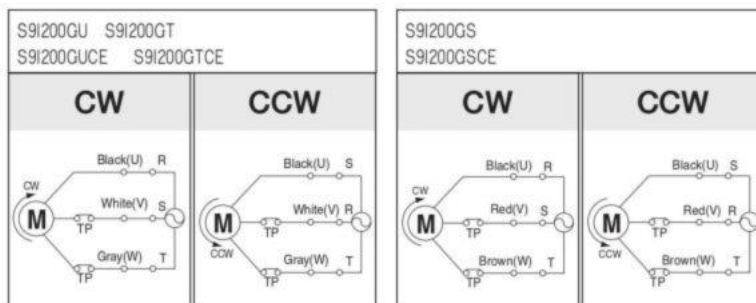 S9I200GU S9I200GT
S9I200GUCE S9I200GTCE
CW
CCW
CW
Black(U) R
White(V) S
M
TP
Gray(W) T
TP
Black(U) S
White(V) R
M
TP
CCW
Gray(W) T
TP
S9I200GS
S9I200GSCE
CW
CCW
CW
Black(U) R
Red(V) S
M
TP
Brown(W) T
TP
Black(U) S
Red(V) R
M
TP
CCW
Brown(W) T
TP